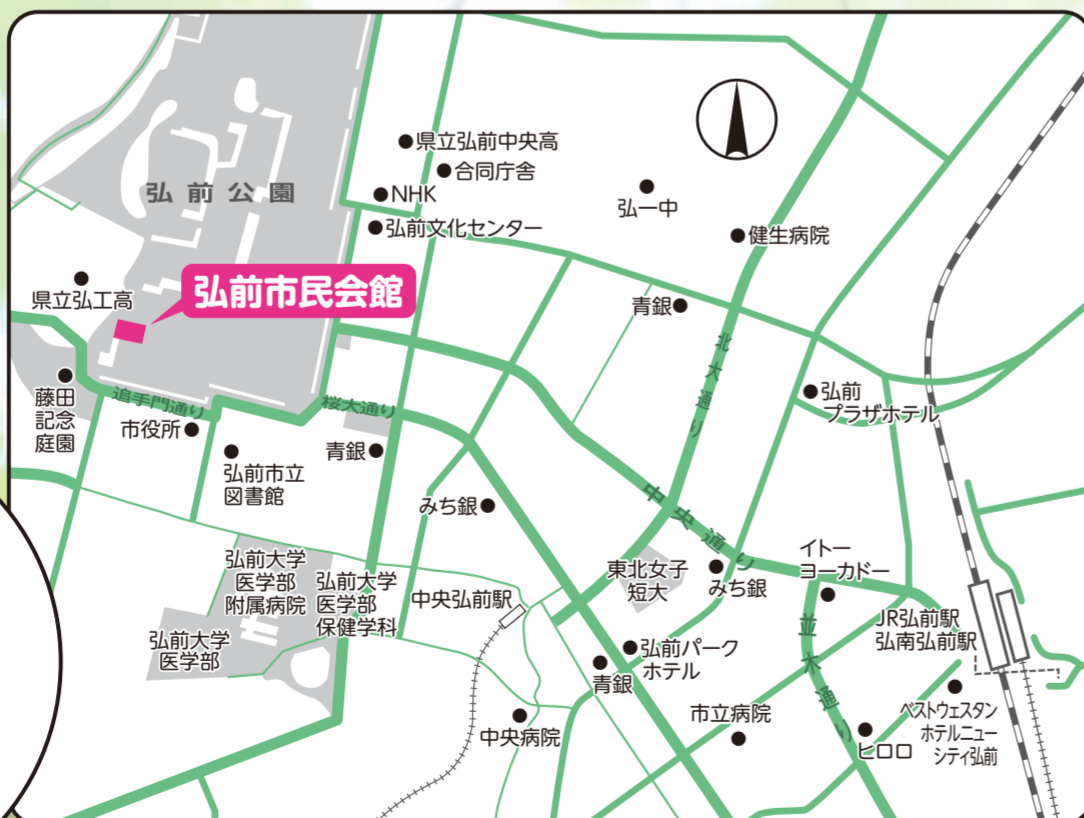 県立弘前中央高
合同庁舎
NHK
弘前文化センター
弘前公園
弘一中
健生病院
県立弘工高
弘前市民会館
青銀
北大通り
藤田
記念
庭園
追手門通り
市役所
弘前市立
図書館
桜大通り
青銀
弘前
プラザホテル
みち銀
中央通り
弘前大学
医学部
附属病院
弘前大学
医学部
保健学科
弘前大学
医学部
中央弘前駅
東北女子
短大
みち銀
イトー
ヨーカドー
JR弘前駅
弘南弘前駅
並木通り
弘前パーク
ホテル
青銀
中央病院
市立病院
ヒロロ
ベストウェスタン
ホテルニュー
シティ弘前